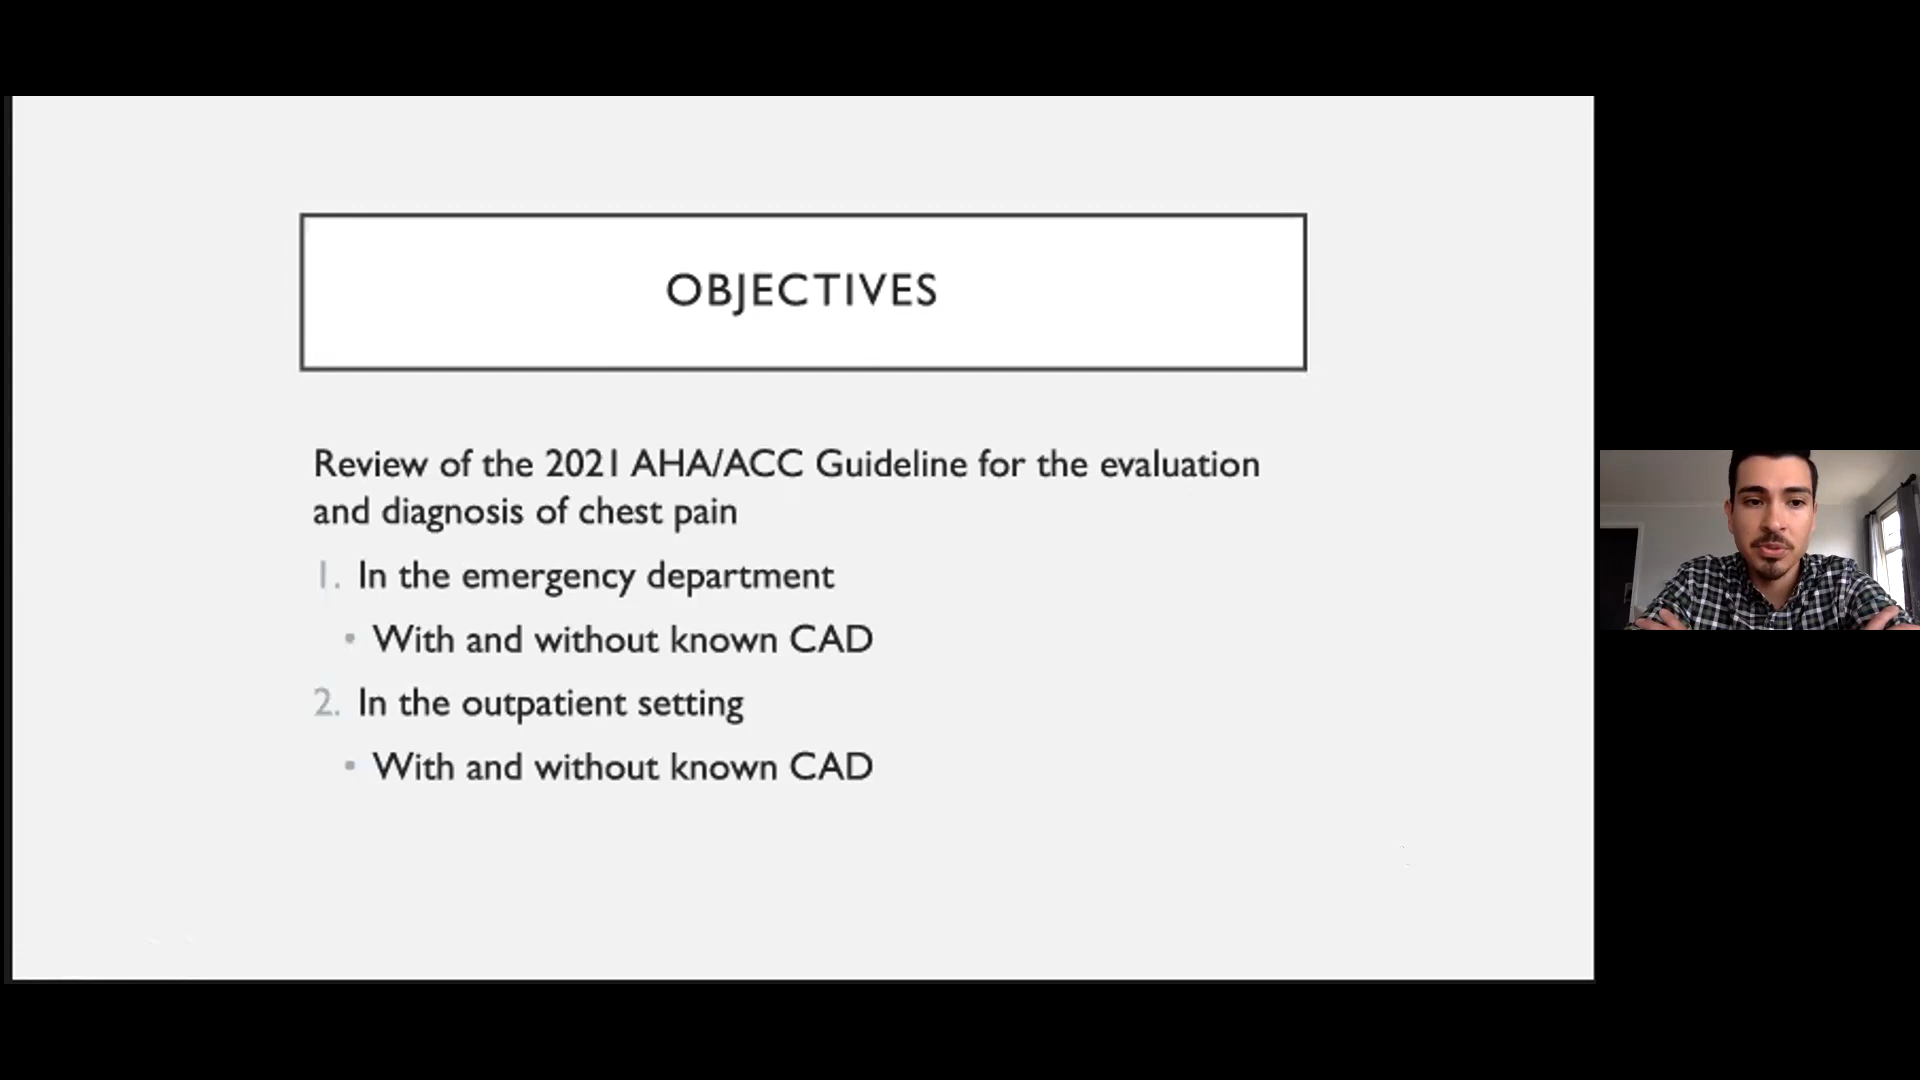 OBJECTIVES
Review of the 2021 AHA/ACC Guideline for the evaluation
and diagnosis of chest pain
1. In the emergency department
• With and without known CAD
2. In the outpatient setting
• With and without known CAD